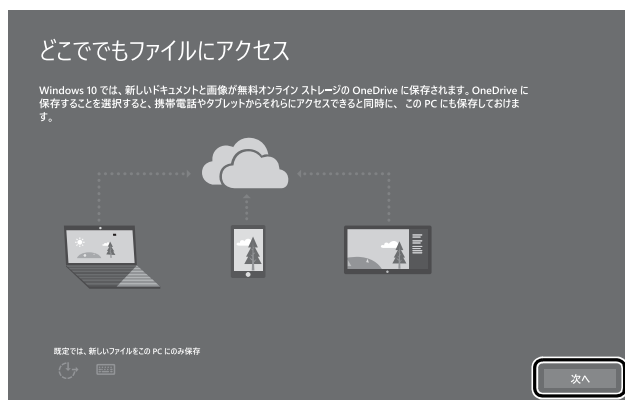 どこででもファイルにアクセス
Windows 10 では、新しいドキュメントと画像が無料オンライン ストレージの OneDrive に保存されます。OneDrive に
保存することを選択すると、携帯電話やタブレットからそれらにアクセスできると同時に、 この PC にも保存しておけま
す。
既定では、新しいファイルをこの PC にのみ保存
次へ